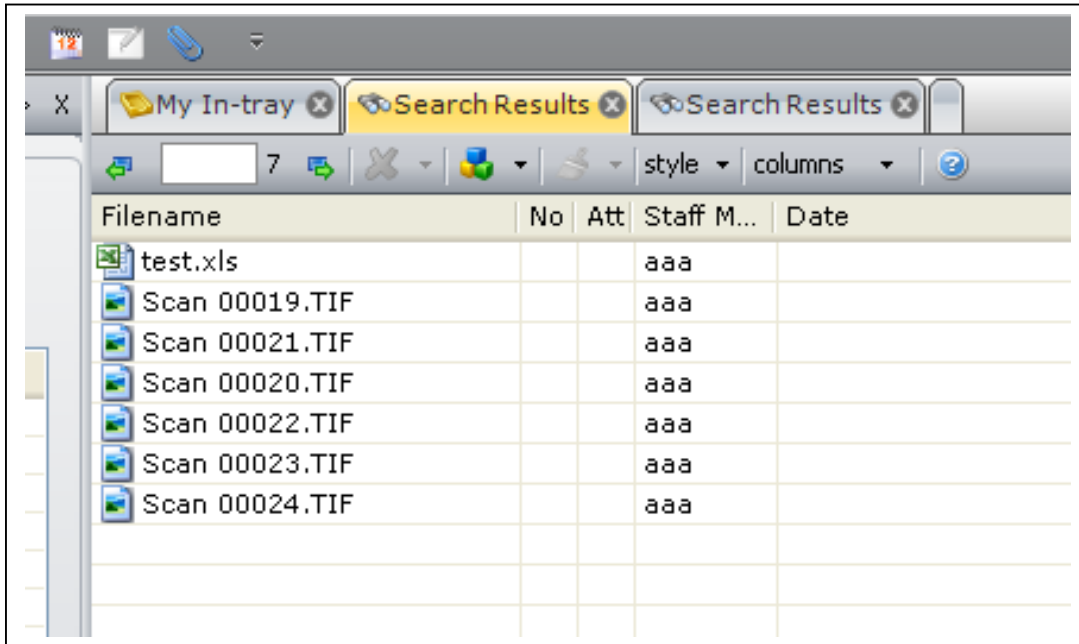 12
X My In-tray Search Results Search Results
7 style columns ?
Filename No Att Staff M... Date
test.xls aaa
Scan 00019.TIF aaa
Scan 00021.TIF aaa
Scan 00020.TIF aaa
Scan 00022.TIF aaa
Scan 00023.TIF aaa
Scan 00024.TIF aaa